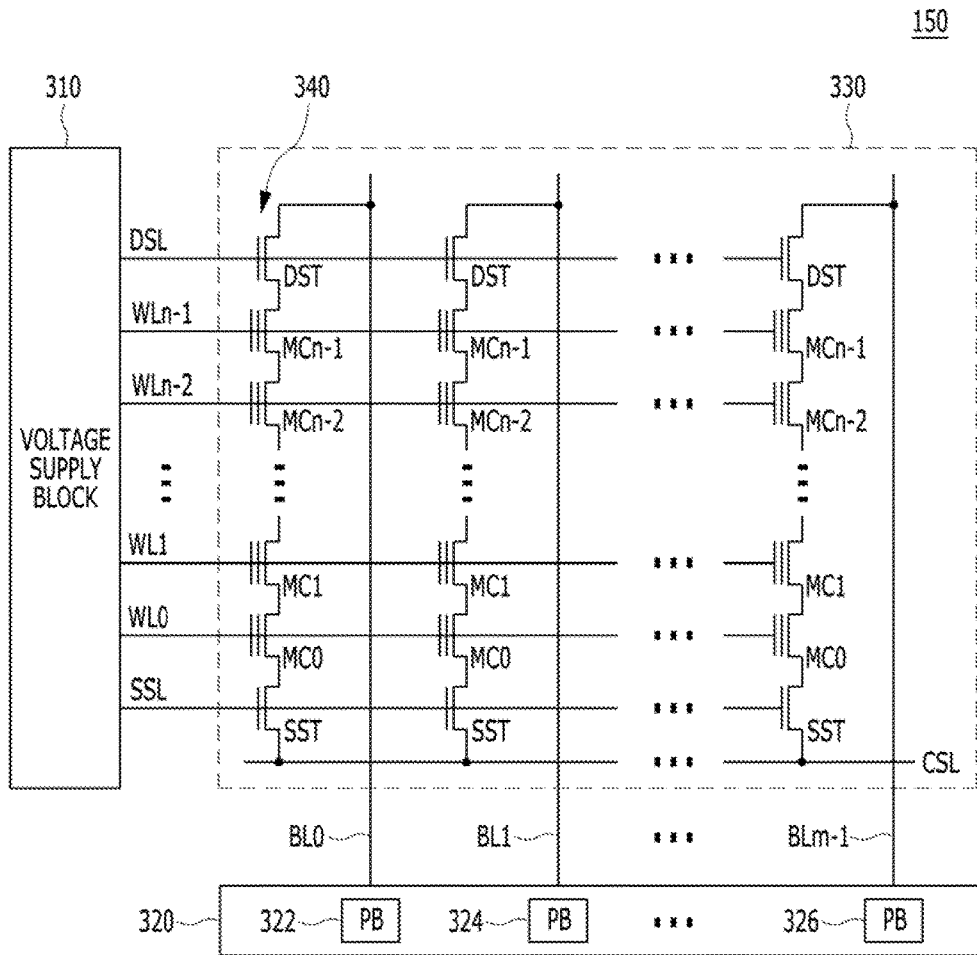 150
310
340
330
DSL
DST DST DST
WLn-1
MCn-1 MCn-1 MCn-1
WLn-2
MCn-2 MCn-2 MCn-2
VOLTAGE
SUPPLY
BLOCK
WL1
MC1 MC1 MC1
WL0
MC0 MC0 MC0
SSL
SST SST SST
CSL
BL0 BL1 BLm-1
320 322 PB 324 PB 326 PB